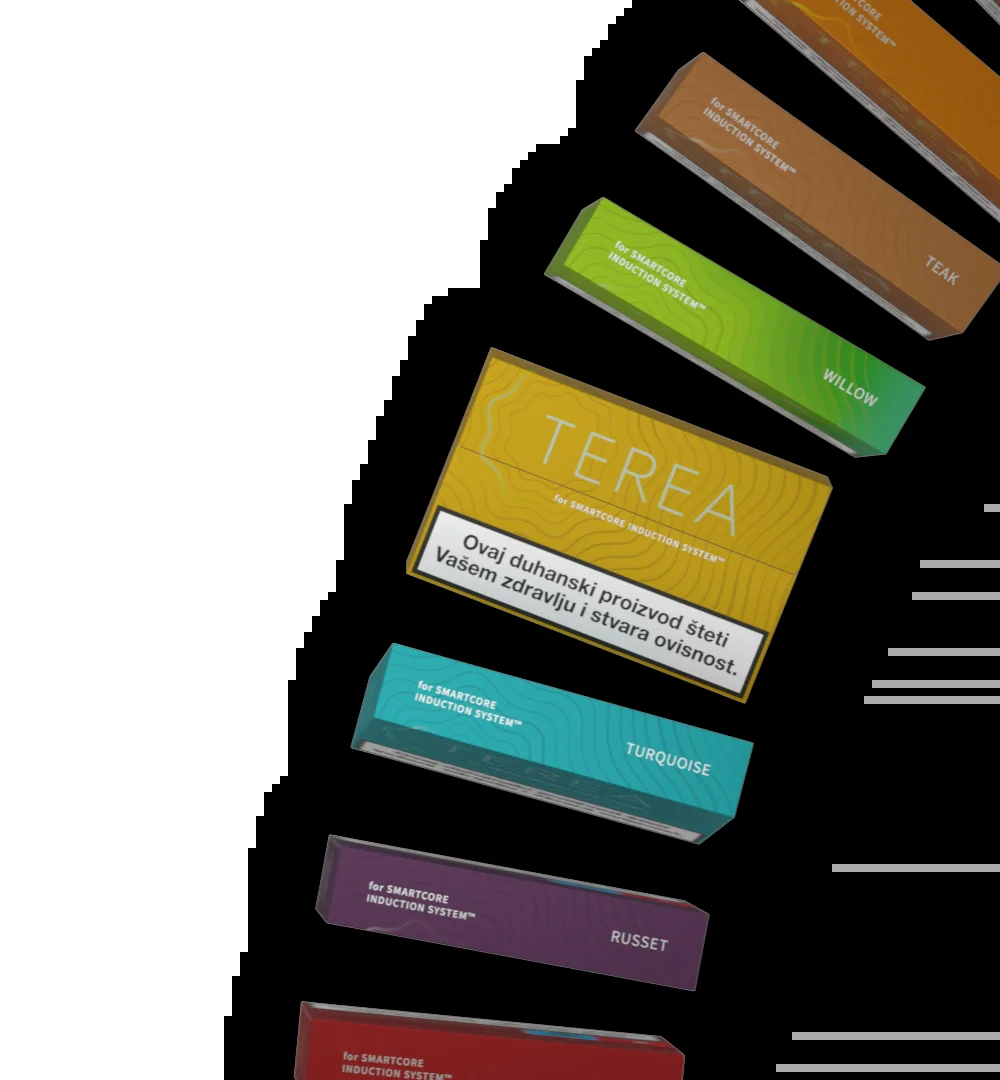 for SMARTCORE
INDUCTION SYSTEM™
TEAK
for SMARTCORE
INDUCTION SYSTEM™
WILLOW
TEREA
for SMARTCORE INDUCTION SYSTEM™
Ovaj duhanski proizvod šteti
Vašem zdravlju i stvara ovisnost.
for SMARTCORE
INDUCTION SYSTEM™
TURQUOISE
TEREA
for SMARTCORE
INDUCTION SYSTEM™
RUSSET
for SMARTCORE
INDUCTION SYSTEM™